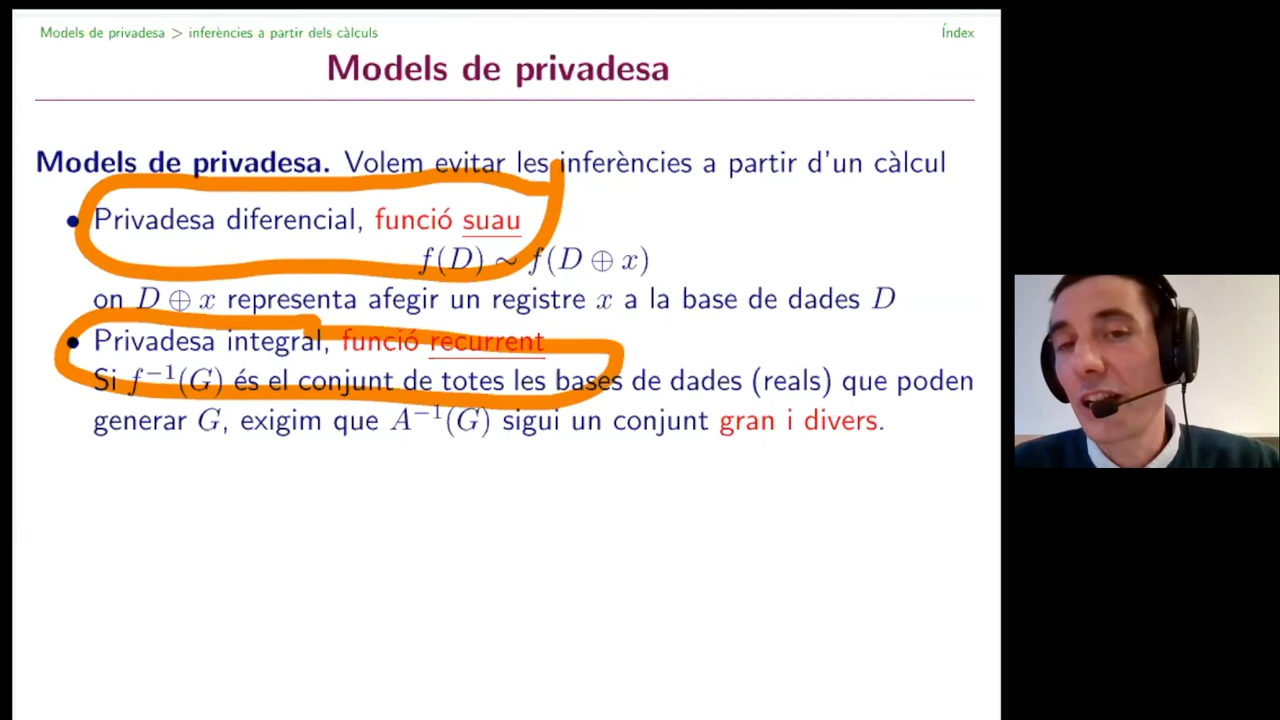 Models de privadesa > inferències a partir dels càlculs
Índex
Models de privadesa
Models de privadesa. Volem evitar les inferències a partir d'un càlcul
• Privadesa diferencial, funció suau
f(D) ∼ f(D ⊕ x)
on D ⊕ x representa afegir un registre x a la base de dades D
• Privadesa integral, funció recurrent
Si f⁻¹(G) és el conjunt de totes les bases de dades (reals) que poden
generar G, exigim que A⁻¹(G) sigui un conjunt gran i divers.